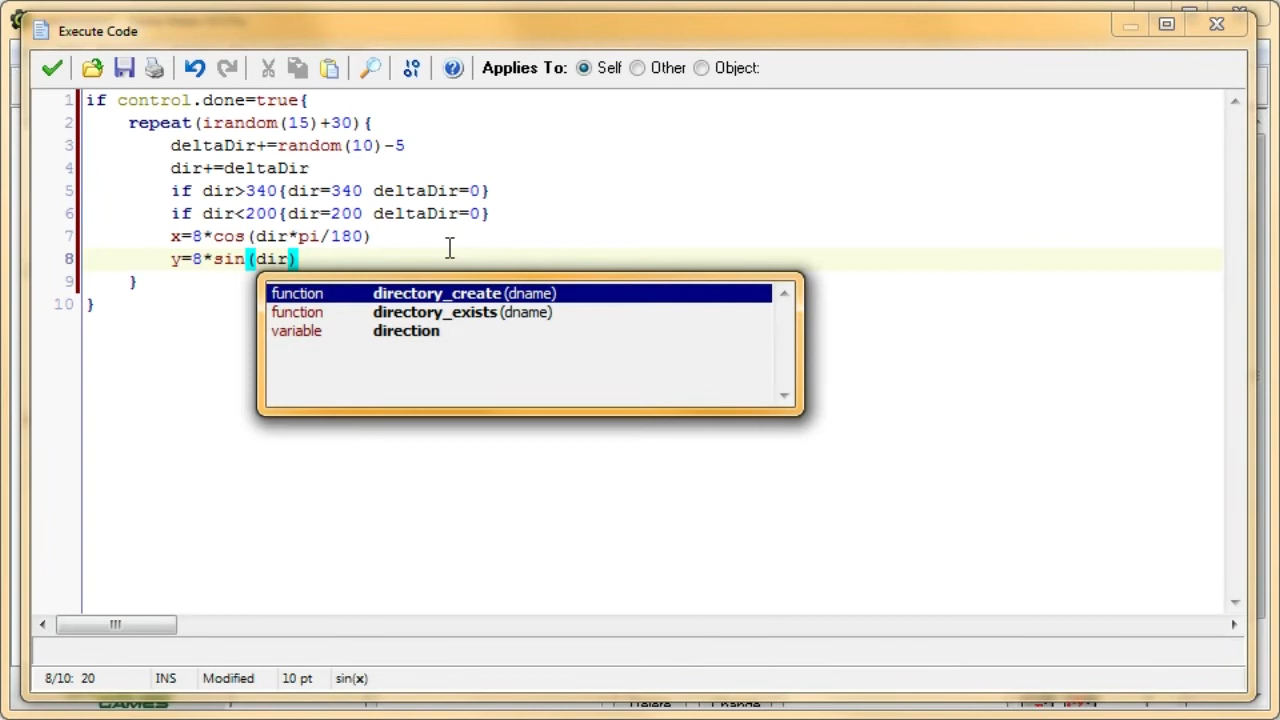 Execute Code
Applies To: Self Other Object:
1 if control.done=true{
2 repeat(irandom(15)+30){
3 deltaDir+=random(10)-5
4 dir+=deltaDir
5 if dir>340{dir=340 deltaDir=0}
6 if dir<200{dir=200 deltaDir=0}
7 x=8*cos(dir*pi/180)
8 y=8*sin(dir)
9 }
10 }
function directory_create(dname)
function directory_exists(dname)
variable direction
8/10: 20 INS Modified 10 pt sin(x)